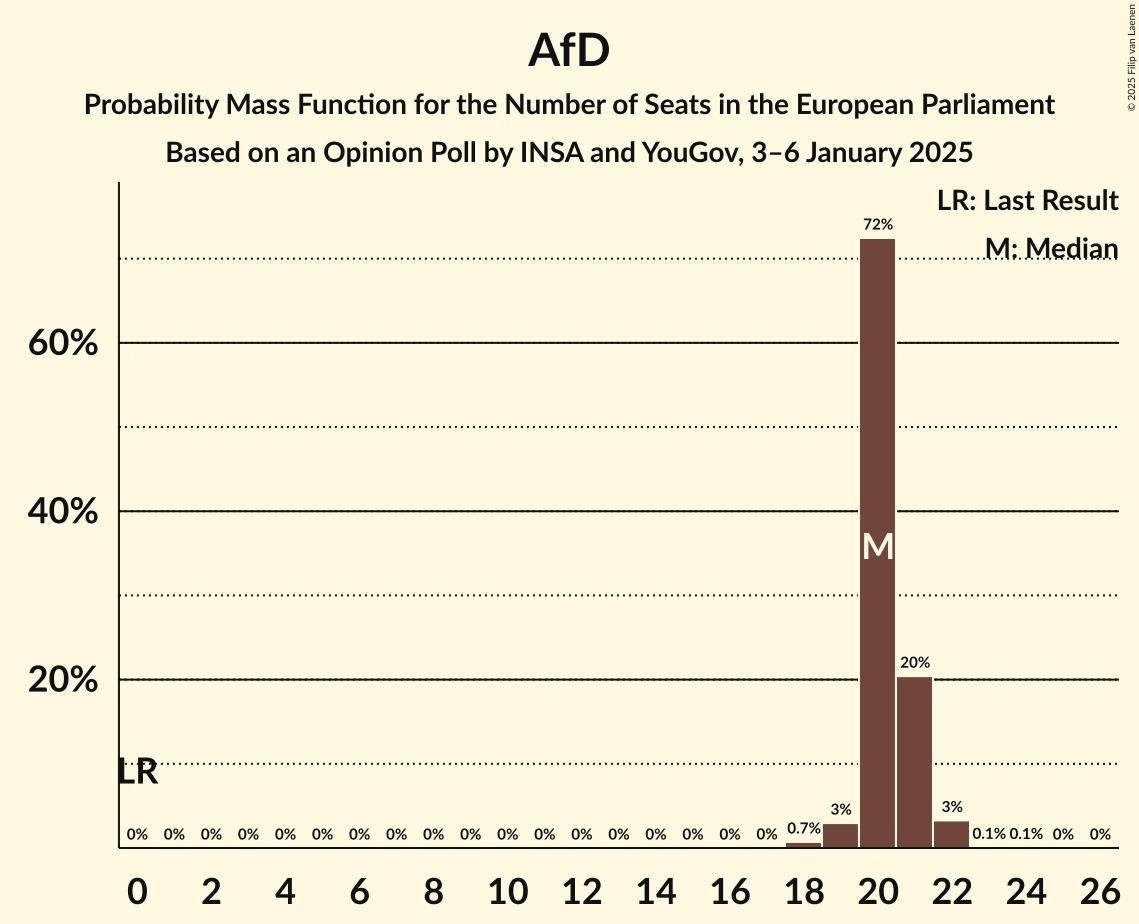 AfD
Probability Mass Function for the Number of Seats in the European Parliament
Based on an Opinion Poll by INSA and YouGov, 3–6 January 2025
© 2025 Filip van Laenen
LR: Last Result
M: Median
72%
60%
40%
M
20%
20%
LR
0% 0% 0% 0% 0% 0% 0% 0% 0% 0% 0% 0% 0% 0% 0% 0% 0% 0% 0.7% 3% 3% 0.1% 0.1% 0% 0%
0 2 4 6 8 10 12 14 16 18 20 22 24 26